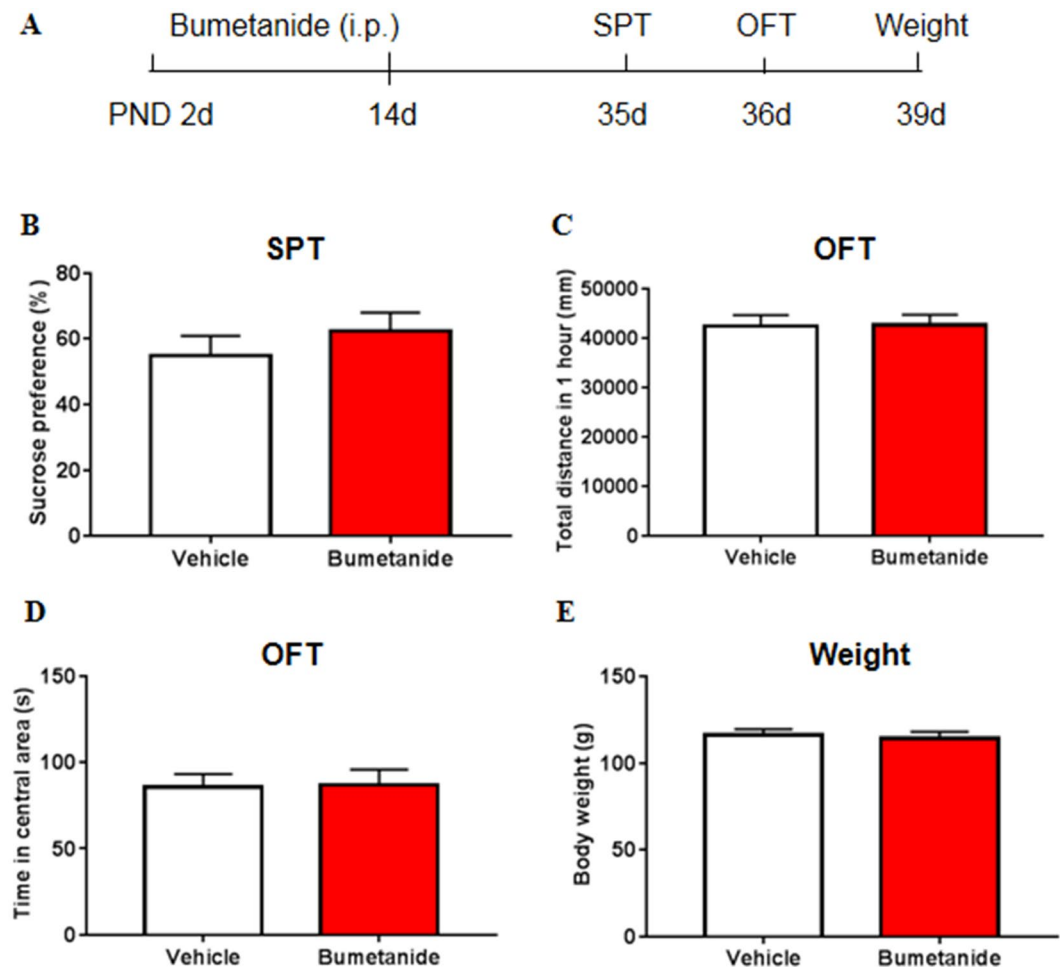 A
Bumetanide (i.p.) SPT OFT Weight
PND 2d 14d 35d 36d 39d
B
SPT
Sucrose preference (%)
80
60
40
20
0
Vehicle Bumetanide
C
OFT
Total distance in 1 hour (mm)
50000
40000
30000
20000
10000
0
Vehicle Bumetanide
D
OFT
Time in central area (s)
150
100
50
0
Vehicle Bumetanide
E
Weight
Body weight (g)
150
100
50
0
Vehicle Bumetanide